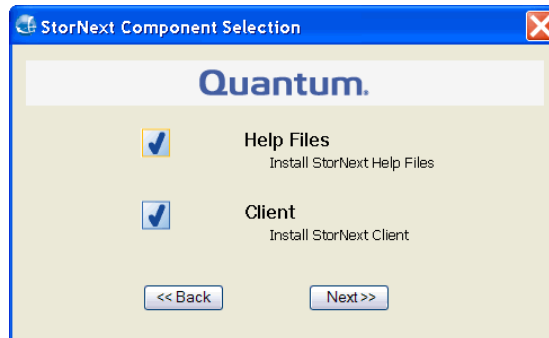 StorNext Component Selection
Quantum.
Help Files
Install StorNext Help Files
Client
Install StorNext Client
<< Back
Next >>